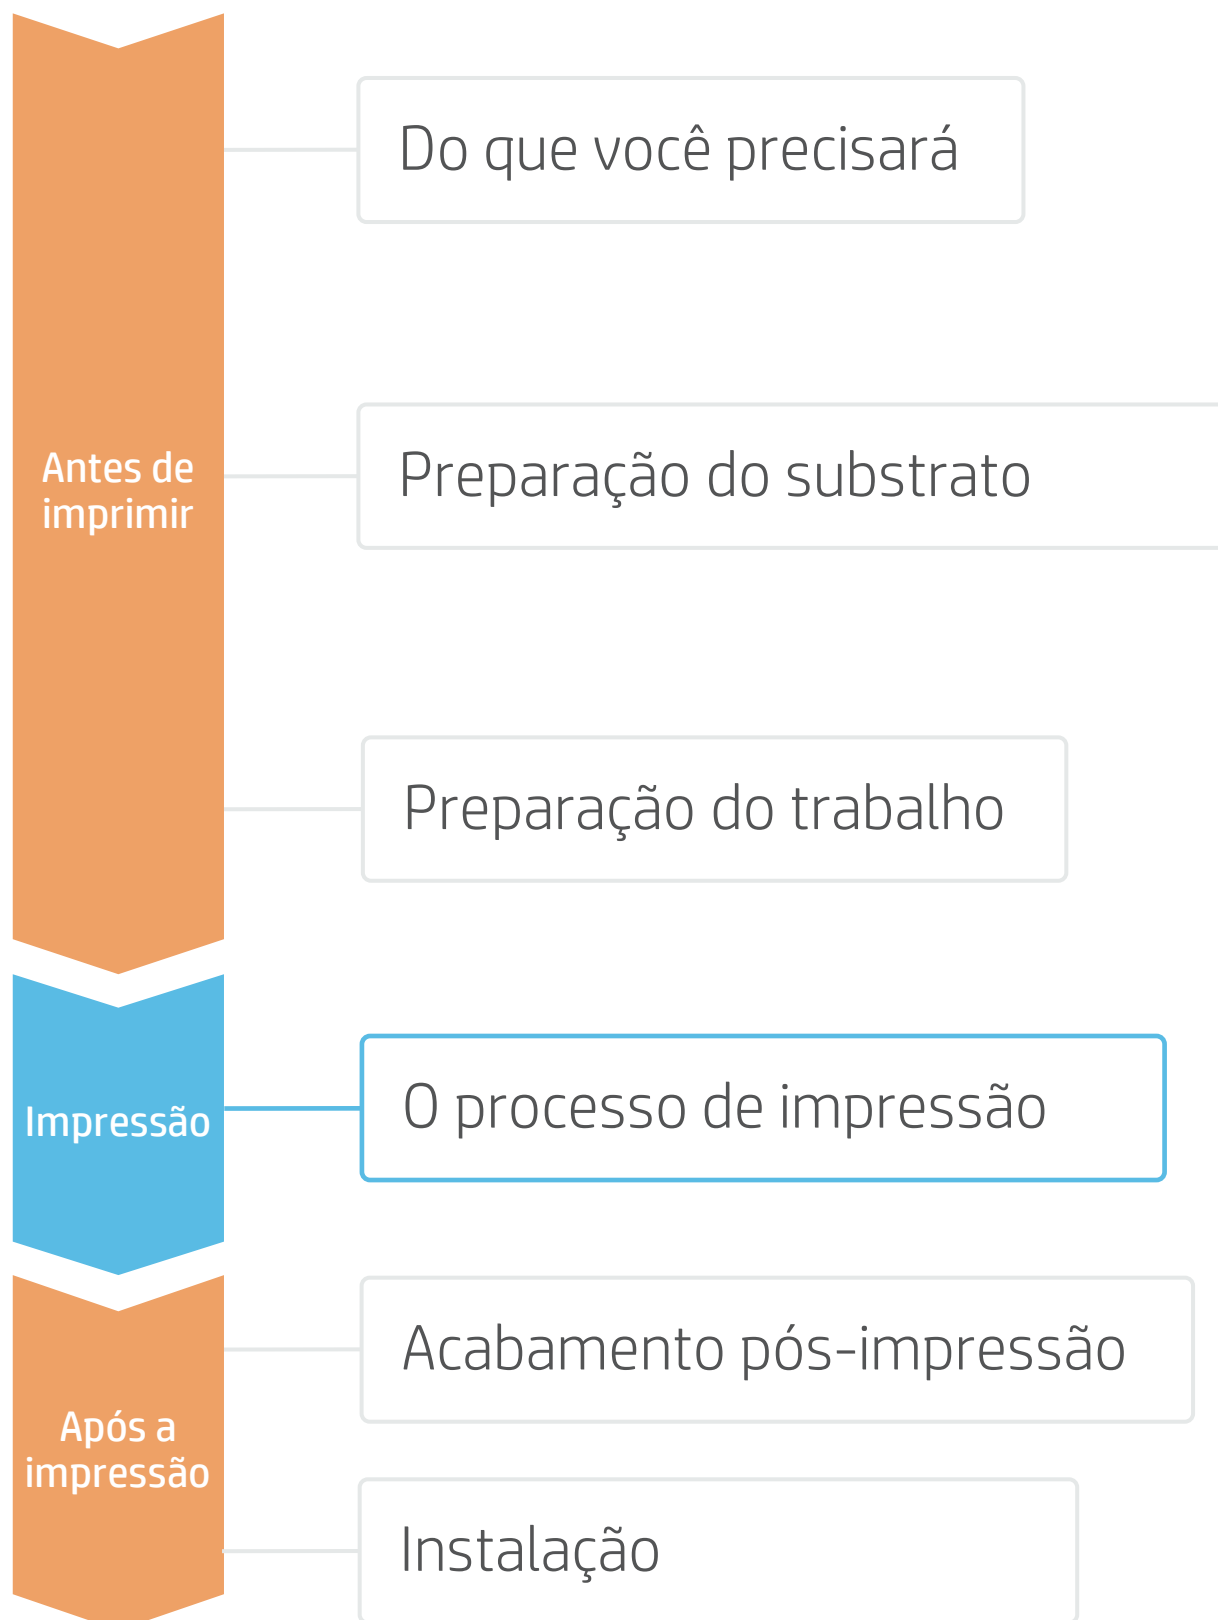 Do que você precisará
Antes de
imprimir
Preparação do substrato
Preparação do trabalho
Impressão
O processo de impressão
Após a
impressão
Acabamento pós-impressão
Instalação